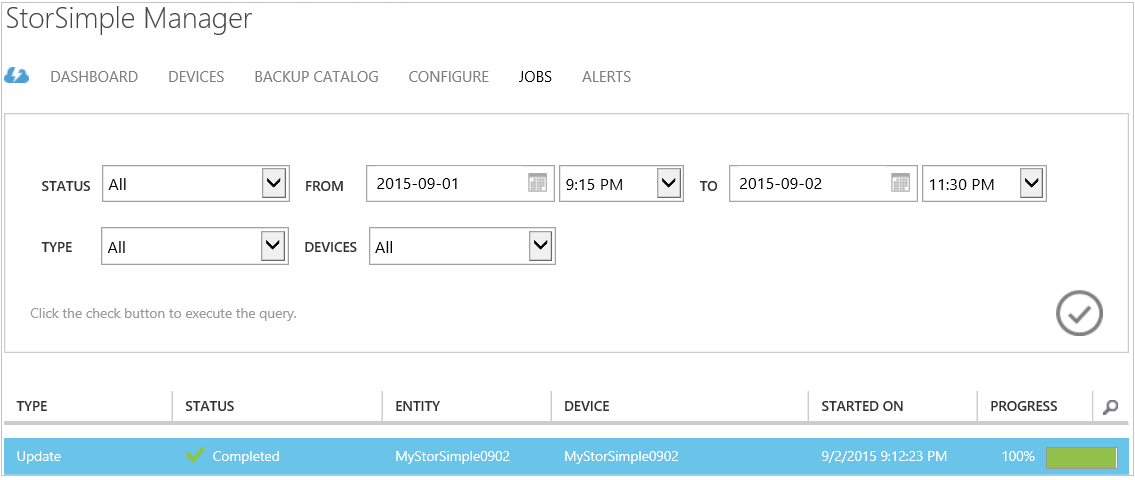 StorSimple Manager
DASHBOARD DEVICES BACKUP CATALOG CONFIGURE JOBS ALERTS
STATUS All FROM 2015-09-01 9:15 PM TO 2015-09-02 11:30 PM
TYPE All DEVICES All
Click the check button to execute the query.
TYPE STATUS ENTITY DEVICE STARTED ON PROGRESS
Update Completed MyStorSimple0902 MyStorSimple0902 9/2/2015 9:12:23 PM 100%